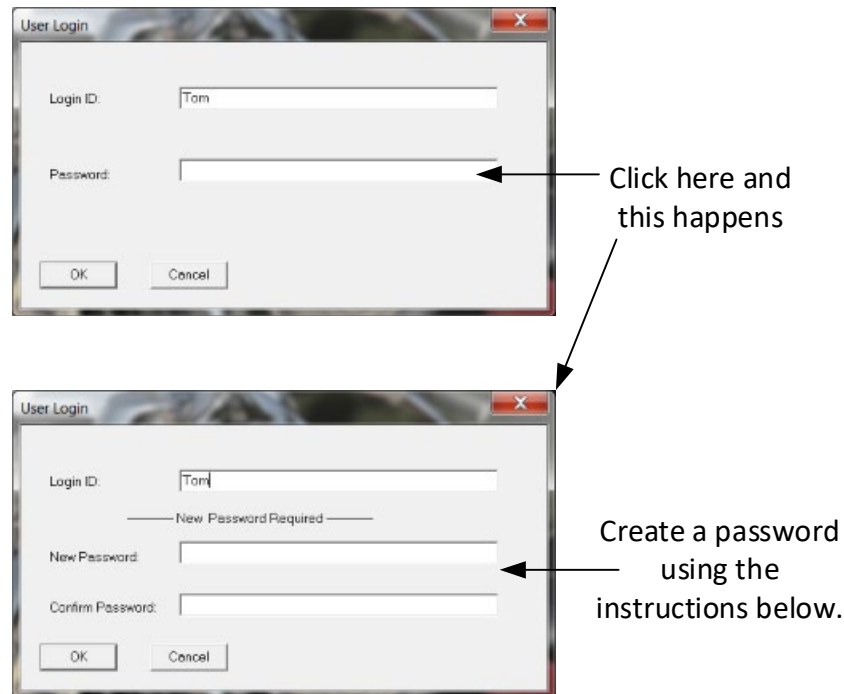 User Login
X
Login ID:
Tom
Password:
Click here and
this happens
OK
Cancel
User Login
X
Login ID:
Tom
New Password Required
New Password:
Confirm Password:
Create a password
using the
instructions below.
OK
Cancel